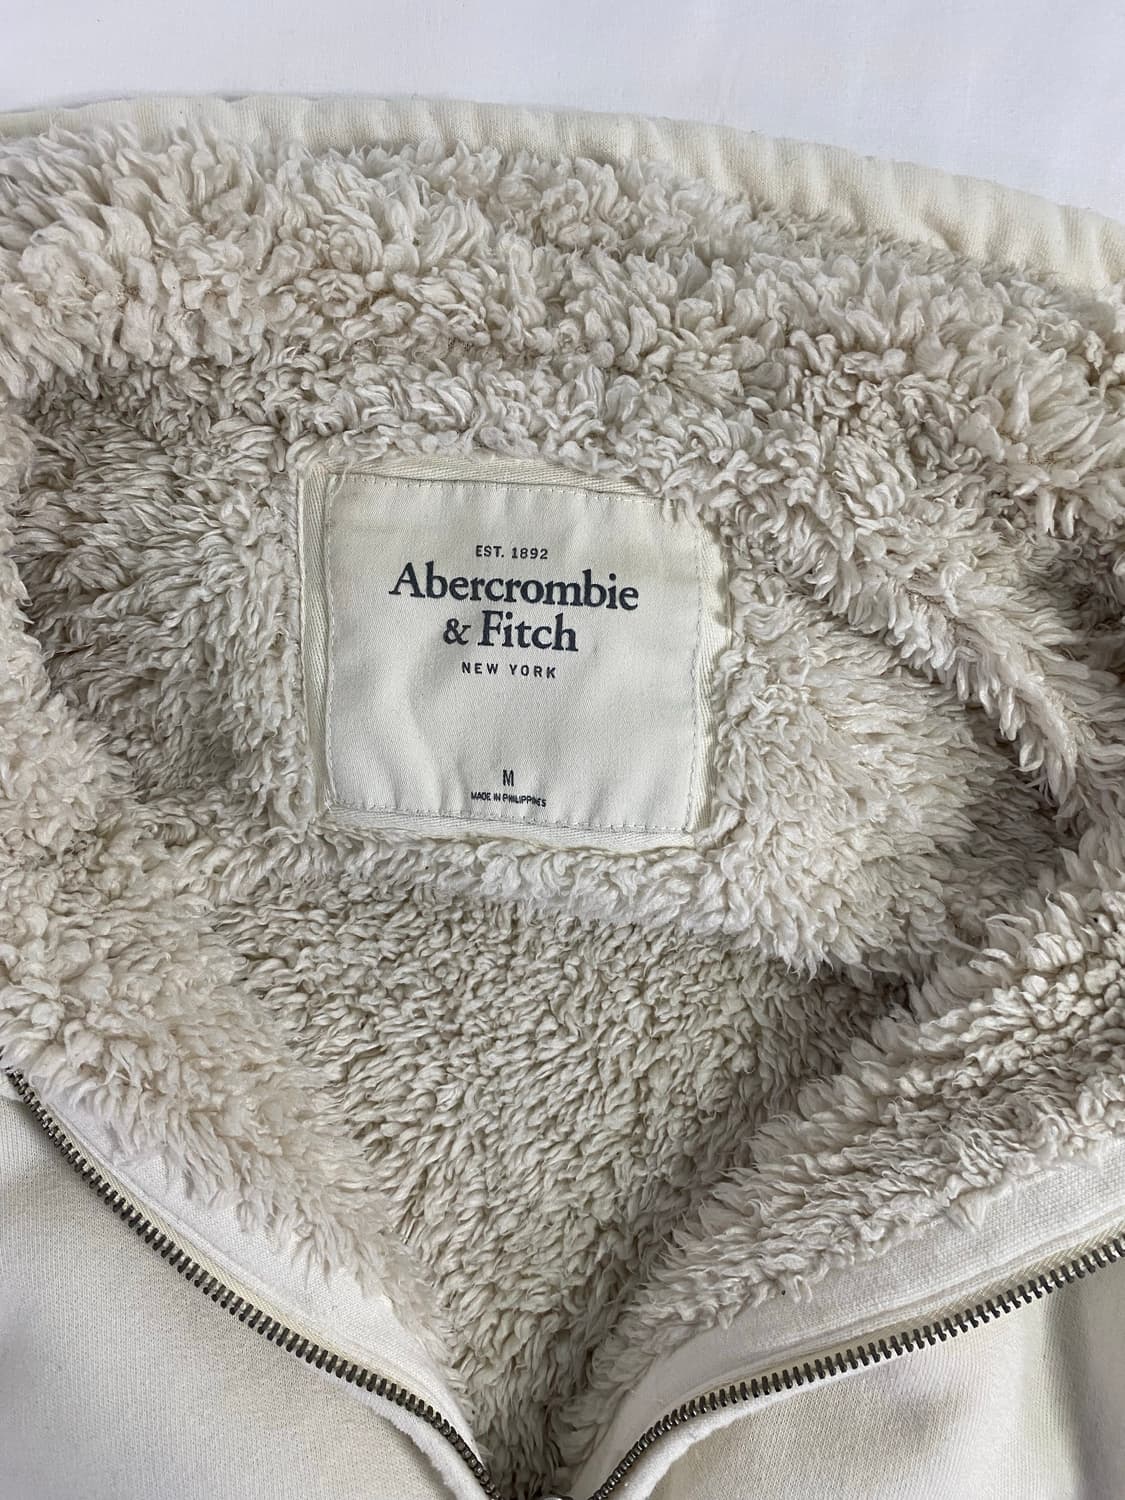 EST. 1892
Abercrombie
& Fitch
NEW YORK
M
MADE IN PHILIPPINES